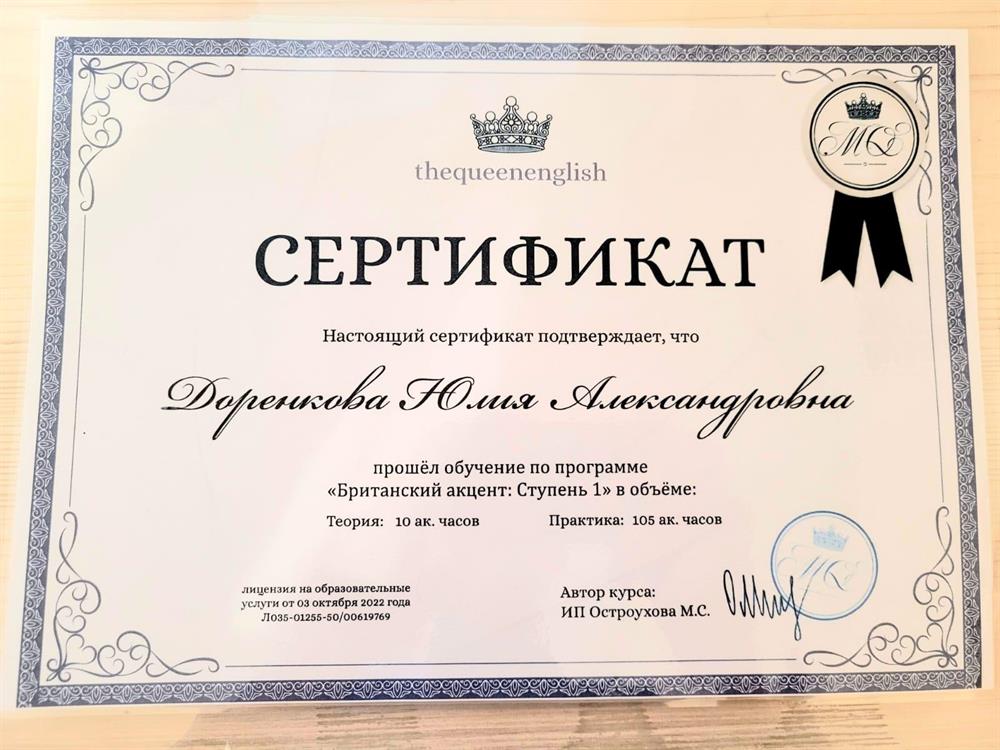 thequeenenglish
MQ
СЕРТИФИКАТ
Настоящий сертификат подтверждает, что
Доренкова Юлия Александровна
прошёл обучение по программе
«Британский акцент: Ступень 1» в объёме:
Теория: 10 ак. часов Практика: 105 ак. часов
лицензия на образовательные
услуги от 03 октября 2022 года
Л035-01255-50/00619769
Автор курса:
ИП Остроухова М.С.
MQ